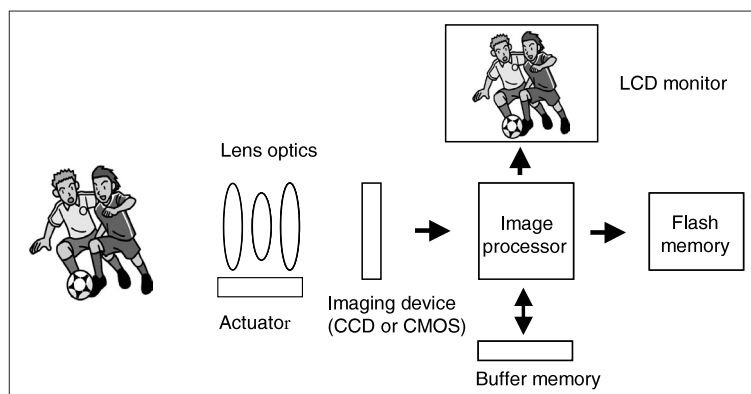 LCD monitor
Lens optics
Image
processor
Flash
memory
Actuator
Imaging device
(CCD or CMOS)
Buffer memory